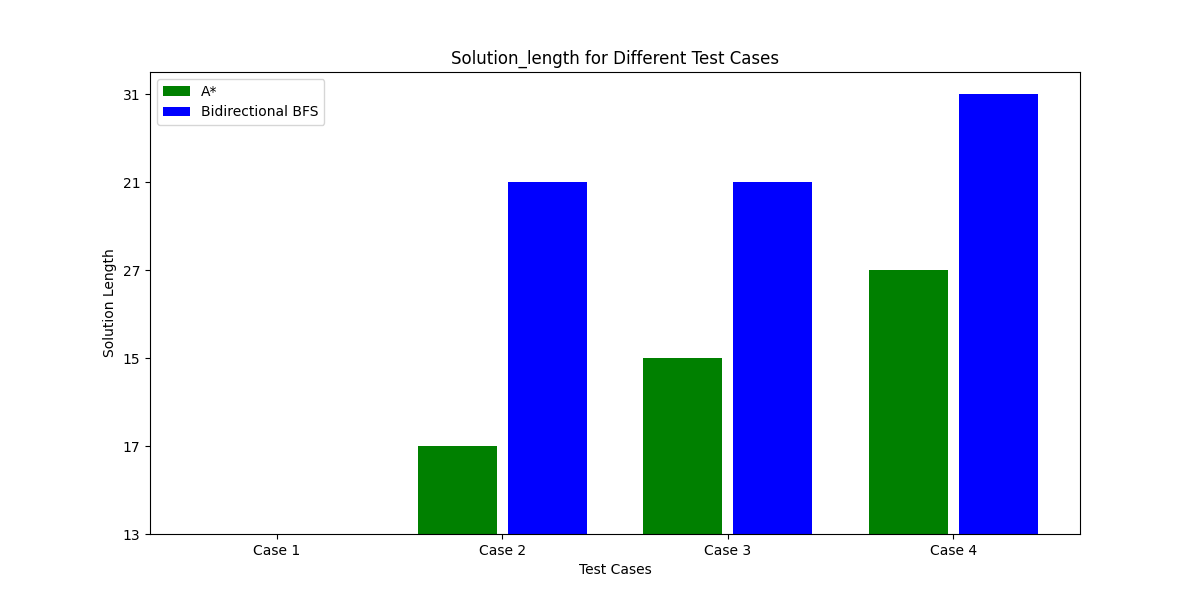 Solution_length for Different Test Cases
A*
Bidirectional BFS
31
21
27
15
17
13
Solution Length
Case 1
Case 2
Case 3
Case 4
Test Cases